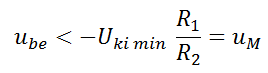 u_be < −U_ki min R_1/R_2 = u_M